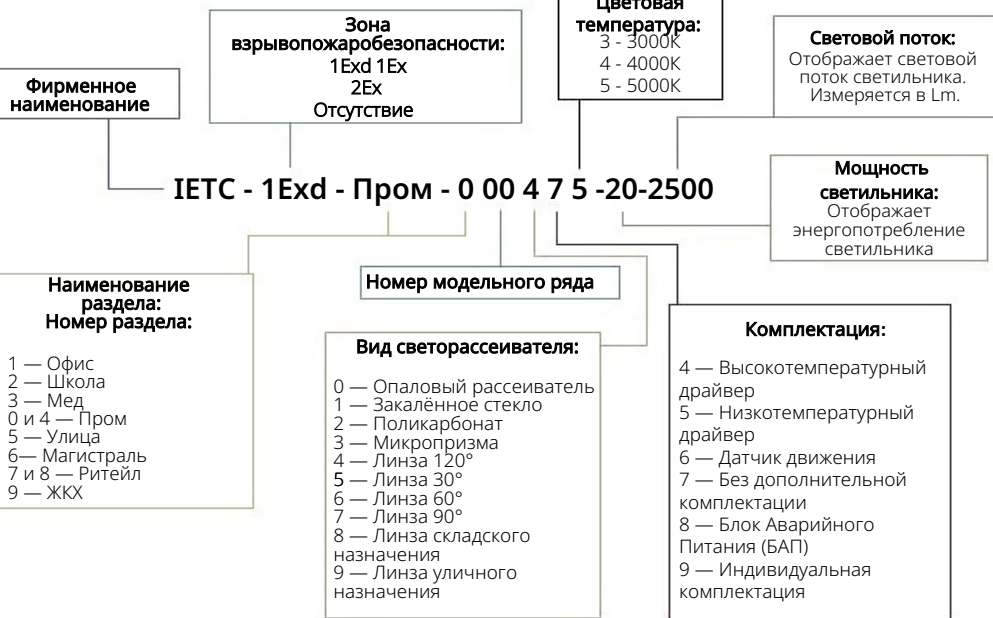 Фирменное
наименование
Зона
взрывопожаробезопасности:
1Exd 1Ex
2Ex
Отсутствие
Цветовая
температура:
3 - 3000К
4 - 4000К
5 - 5000К
Световой поток:
Отображает световой
поток светильника.
Измеряется в Lm.
IETC - 1Exd - Пром - 0 00 4 7 5 -20-2500
Мощность
светильника:
Отображает
энергопотребление
светильника
Наименование
раздела:
Номер раздела:
1 — Офис
2 — Школа
3 — Мед
0 и 4 — Пром
5 — Улица
6— Магистраль
7 и 8 — Ритейл
9 — ЖКХ
Номер модельного ряда
Вид светорассеивателя:
0 — Опаловый рассеиватель
1 — Закалённое стекло
2 — Поликарбонат
3 — Микропризма
4 — Линза 120°
5 — Линза 30°
6 — Линза 60°
7 — Линза 90°
8 — Линза складского
назначения
9 — Линза уличного
назначения
Комплектация:
4 — Высокотемпературный
драйвер
5 — Низкотемпературный
драйвер
6 — Датчик движения
7 — Без дополнительной
комплектации
8 — Блок Аварийного
Питания (БАП)
9 — Индивидуальная
комплектация